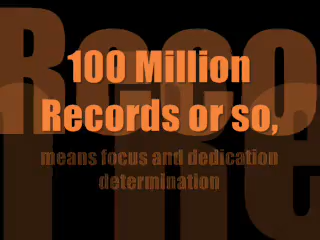 100 Million
Records or so,
means focus and dedication
determination